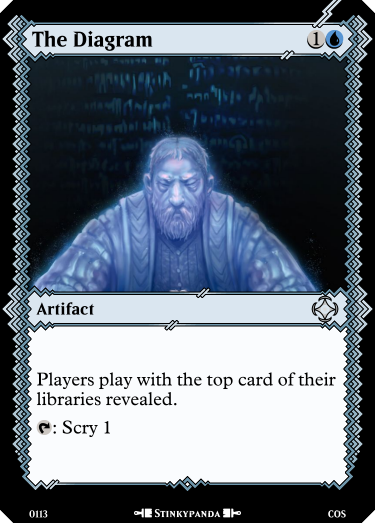 The Diagram 1
Artifact
Players play with the top card of their
libraries revealed.
: Scry 1
0113 STINKYPANDA COS